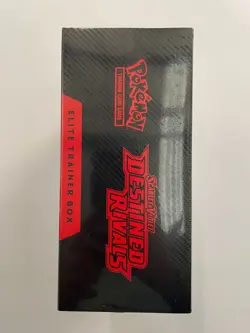 POKÉMON
TRADING CARD GAME
Scarlet & Violet
DESTINED
RIVALS
ELITE TRAINER BOX